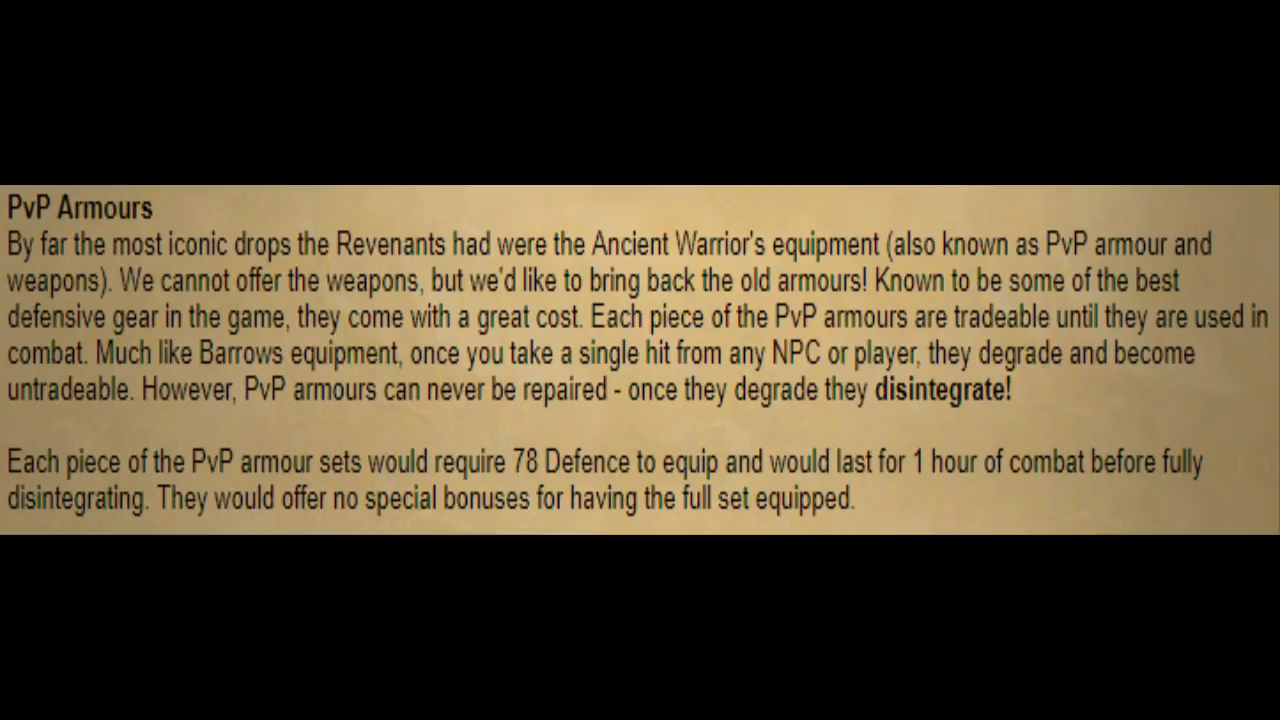 PvP Armours
By far the most iconic drops the Revenants had were the Ancient Warrior's equipment (also known as PvP armour and
weapons). We cannot offer the weapons, but we'd like to bring back the old armours! Known to be some of the best
defensive gear in the game, they come with a great cost. Each piece of the PvP armours are tradeable until they are used in
combat. Much like Barrows equipment, once you take a single hit from any NPC or player, they degrade and become
untradeable. However, PvP armours can never be repaired - once they degrade they disintegrate!
Each piece of the PvP armour sets would require 78 Defence to equip and would last for 1 hour of combat before fully
disintegrating. They would offer no special bonuses for having the full set equipped.